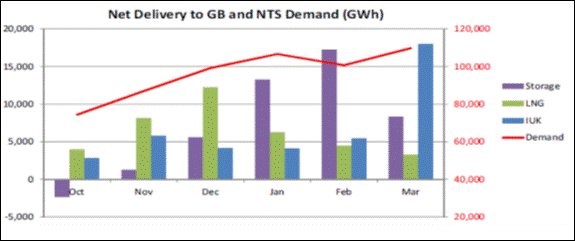 Net Delivery to GB and NTS Demand (GWh)
20,000
15,000
10,000
5,000
0
-5,000
120,000
100,000
80,000
60,000
40,000
20,000
Oct Nov Dec Jan Feb Mar
Storage
LNG
IUK
Demand